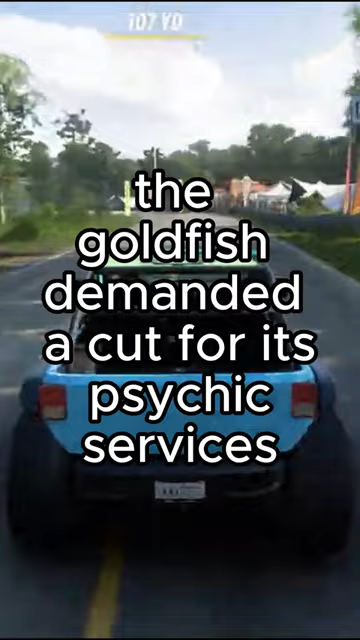 107 YD
the
goldfish
demanded
a cut for its
psychic
services